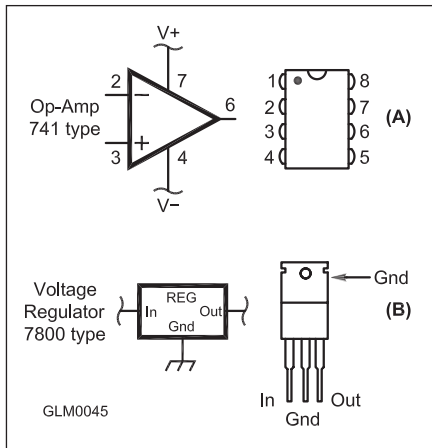 V+
2
7
Op-Amp
741 type
−
+
6
3
4
V−
1 8
2 7
3 6
4 5
(A)
Voltage
Regulator
7800 type
REG
In Out
Gnd
Gnd
(B)
In Out
Gnd
GLM0045